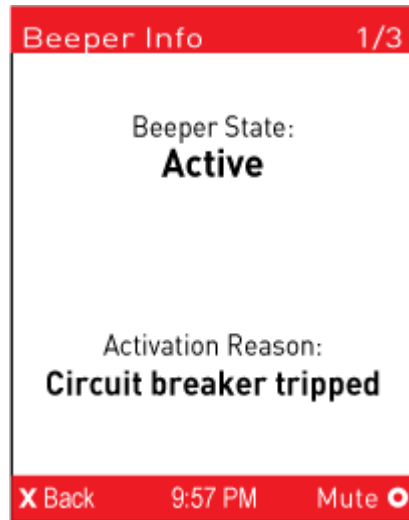 Beeper Info 1/3
Beeper State:
Active
Activation Reason:
Circuit breaker tripped
X Back 9:57 PM Mute